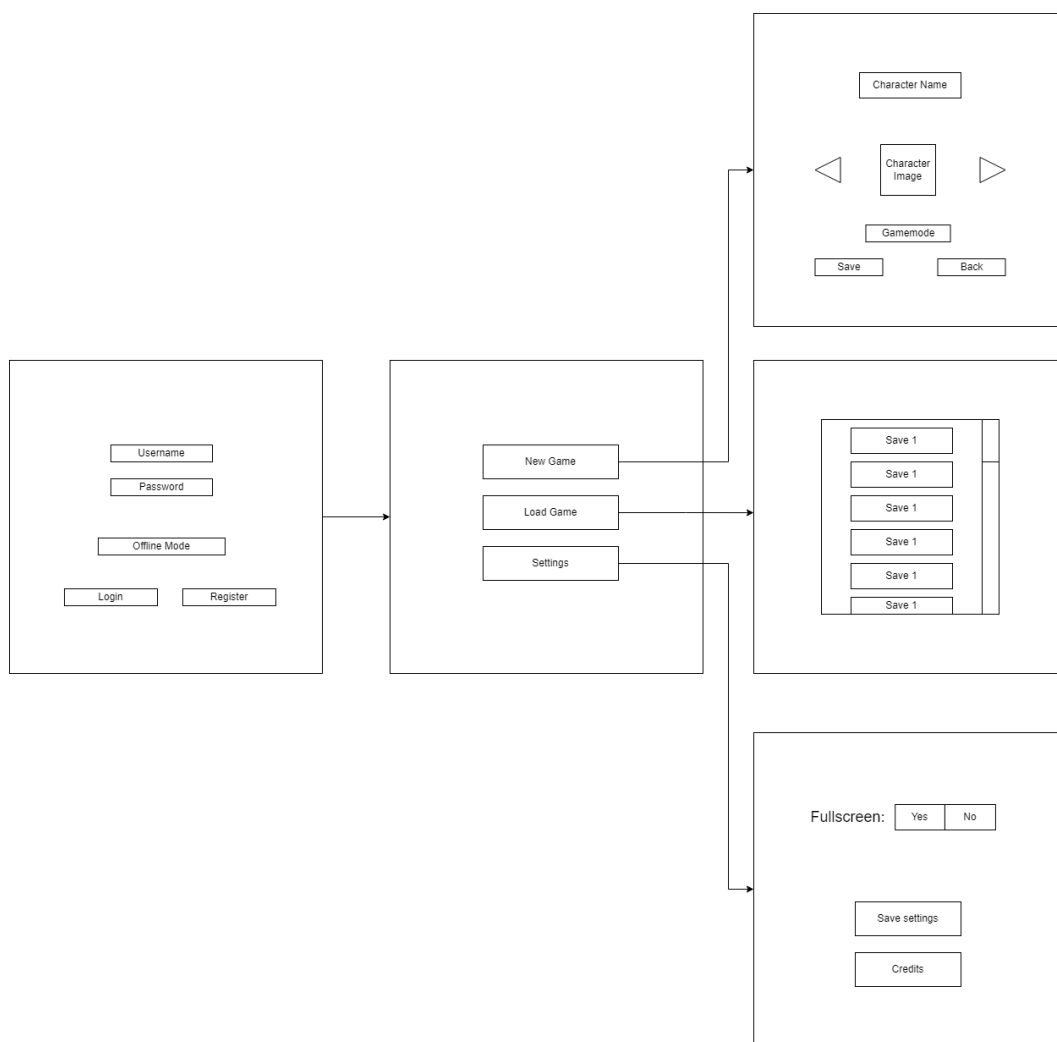 Character Name
Character
Image
Gamemode
Save
Back
Username
Password
Offline Mode
Login
Register
New Game
Load Game
Settings
Save 1
Save 1
Save 1
Save 1
Save 1
Save 1
Fullscreen:
Yes
No
Save settings
Credits